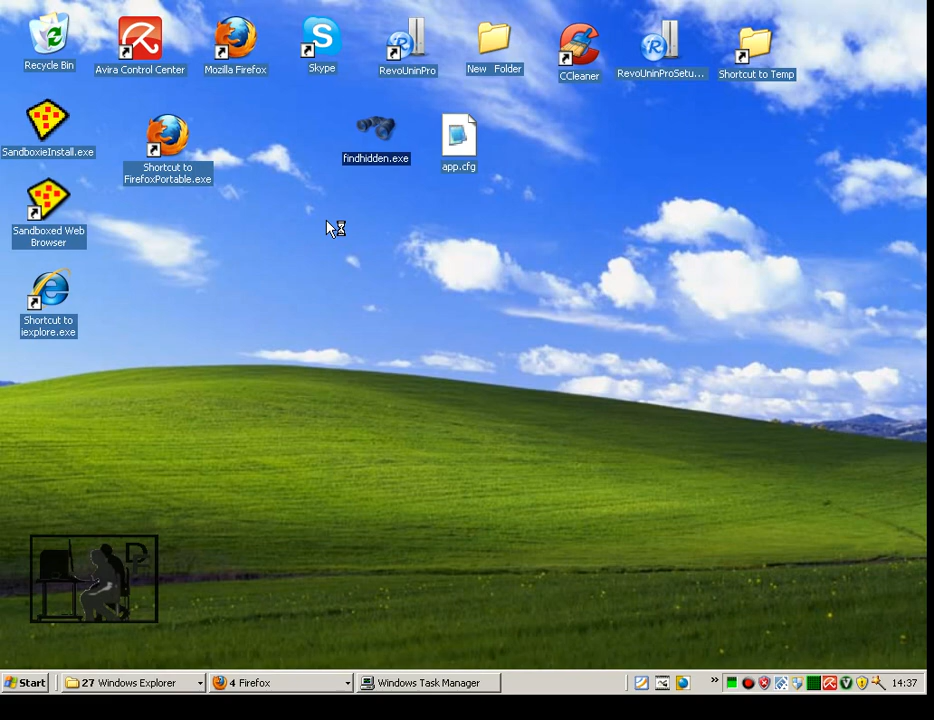 Recycle Bin
Avira Control Center
Mozilla Firefox
Skype
RevoUninPro
New Folder
CCleaner
RevoUninProSetu...
Shortcut to Temp
SandboxieInstall.exe
Shortcut to
FirefoxPortable.exe
findhidden.exe
app.cfg
Sandboxed Web
Browser
Shortcut to
iexplore.exe
Start
27 Windows Explorer
4 Firefox
Windows Task Manager
14:37